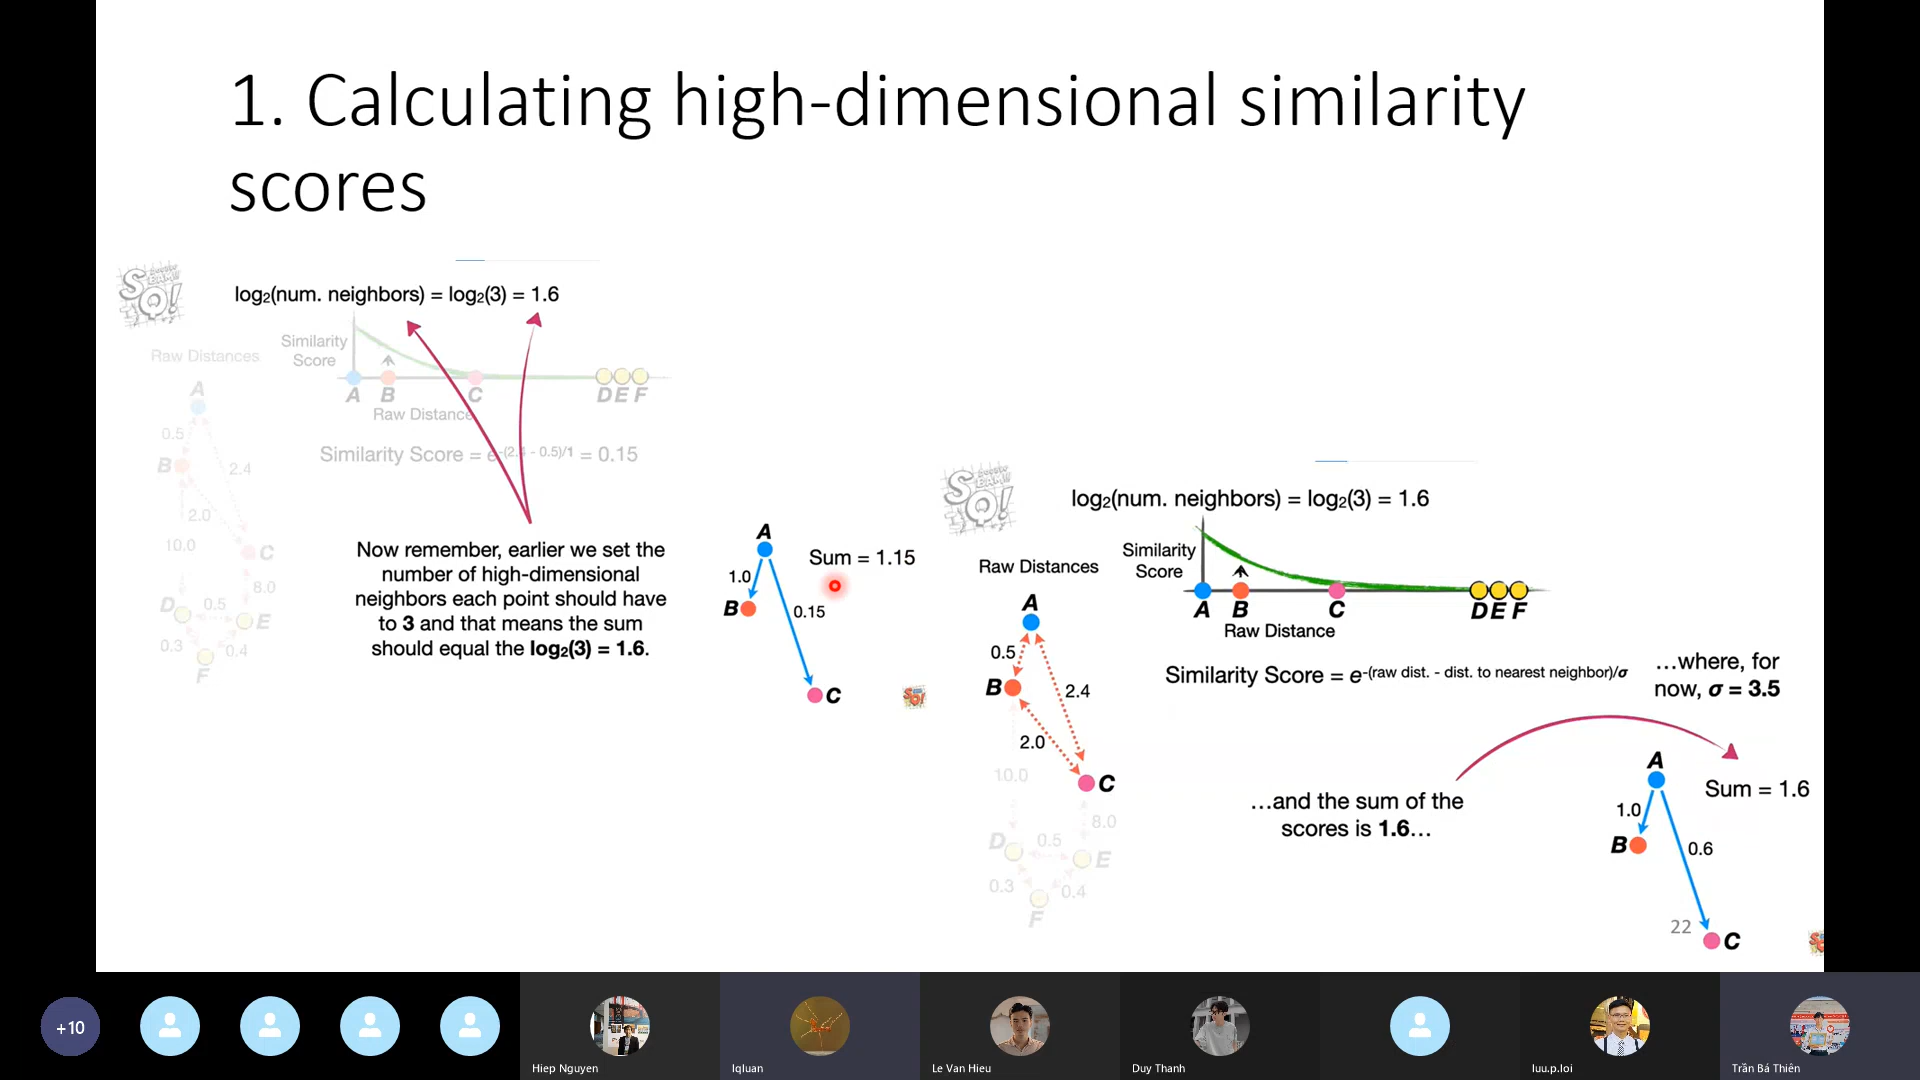 1. Calculating high-dimensional similarity
scores
log₂(num. neighbors) = log₂(3) = 1.6
Similarity
Score
A B C D E F
Raw Distance
Raw Distances
A
0.5
B
2.4
2.0
10.0
C
8.0
D
0.5
E
0.3
0.4
F
Similarity Score = e-(2.4 - 0.5)/1 = 0.15
Now remember, earlier we set the
number of high-dimensional
neighbors each point should have
to 3 and that means the sum
should equal the log₂(3) = 1.6.
A
Sum = 1.15
1.0
B
0.15
C
log₂(num. neighbors) = log₂(3) = 1.6
Similarity
Score
A B C D E F
Raw Distance
Raw Distances
A
0.5
B
2.4
2.0
10.0
C
8.0
D
0.5
E
0.3
0.4
F
Similarity Score = e-(raw dist. - dist. to nearest neighbor)/σ
...where, for
now, σ = 3.5
...and the sum of the
scores is 1.6...
A
Sum = 1.6
1.0
B
0.6
22
C
+10
Hiep Nguyen
lqluan
Le Van Hieu
Duy Thanh
luu.p.loi
Trần Bá Thiên